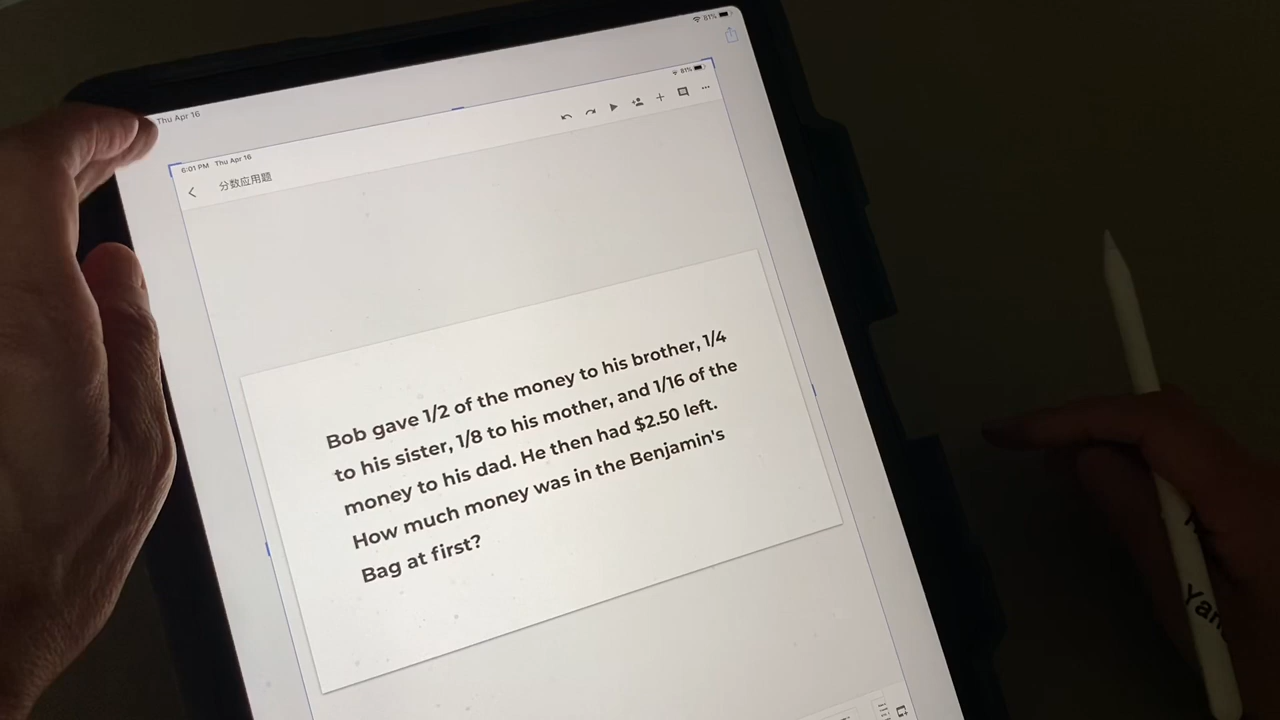 81%
Thu Apr 16
81%
6:01 PM Thu Apr 16
分数应用题
Bob gave 1/2 of the money to his brother, 1/4
to his sister, 1/8 to his mother, and 1/16 of the
money to his dad. He then had $2.50 left.
How much money was in the Benjamin's
Bag at first?